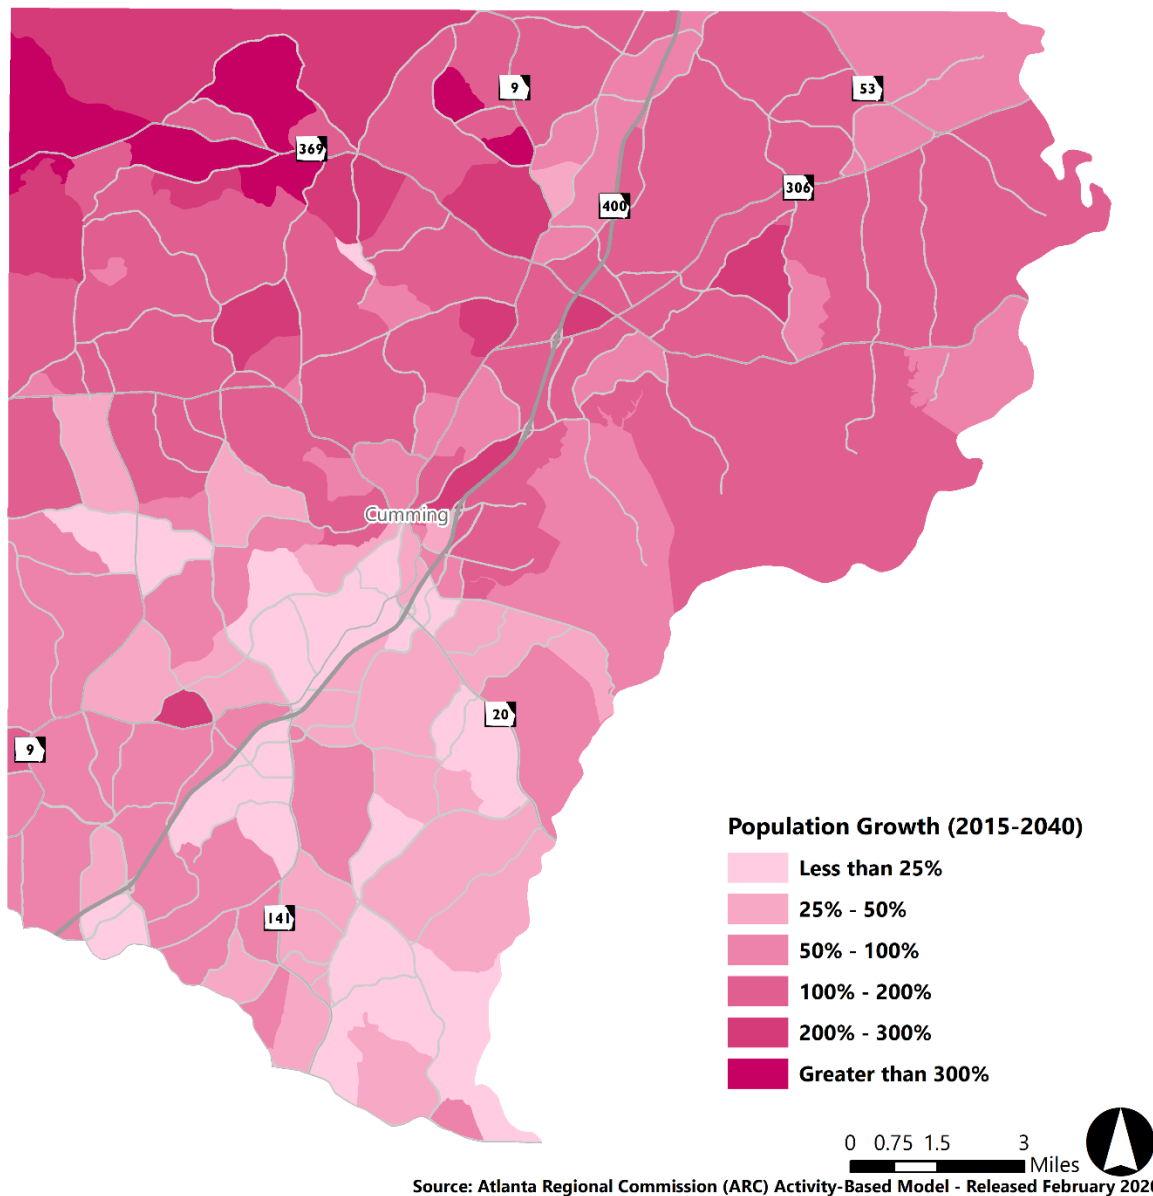 9
53
369
306
400
Cumming
20
9
141
Population Growth (2015-2040)
Less than 25%
25% - 50%
50% - 100%
100% - 200%
200% - 300%
Greater than 300%
0 0.75 1.5 3
Miles
Source: Atlanta Regional Commission (ARC) Activity-Based Model - Released February 2020